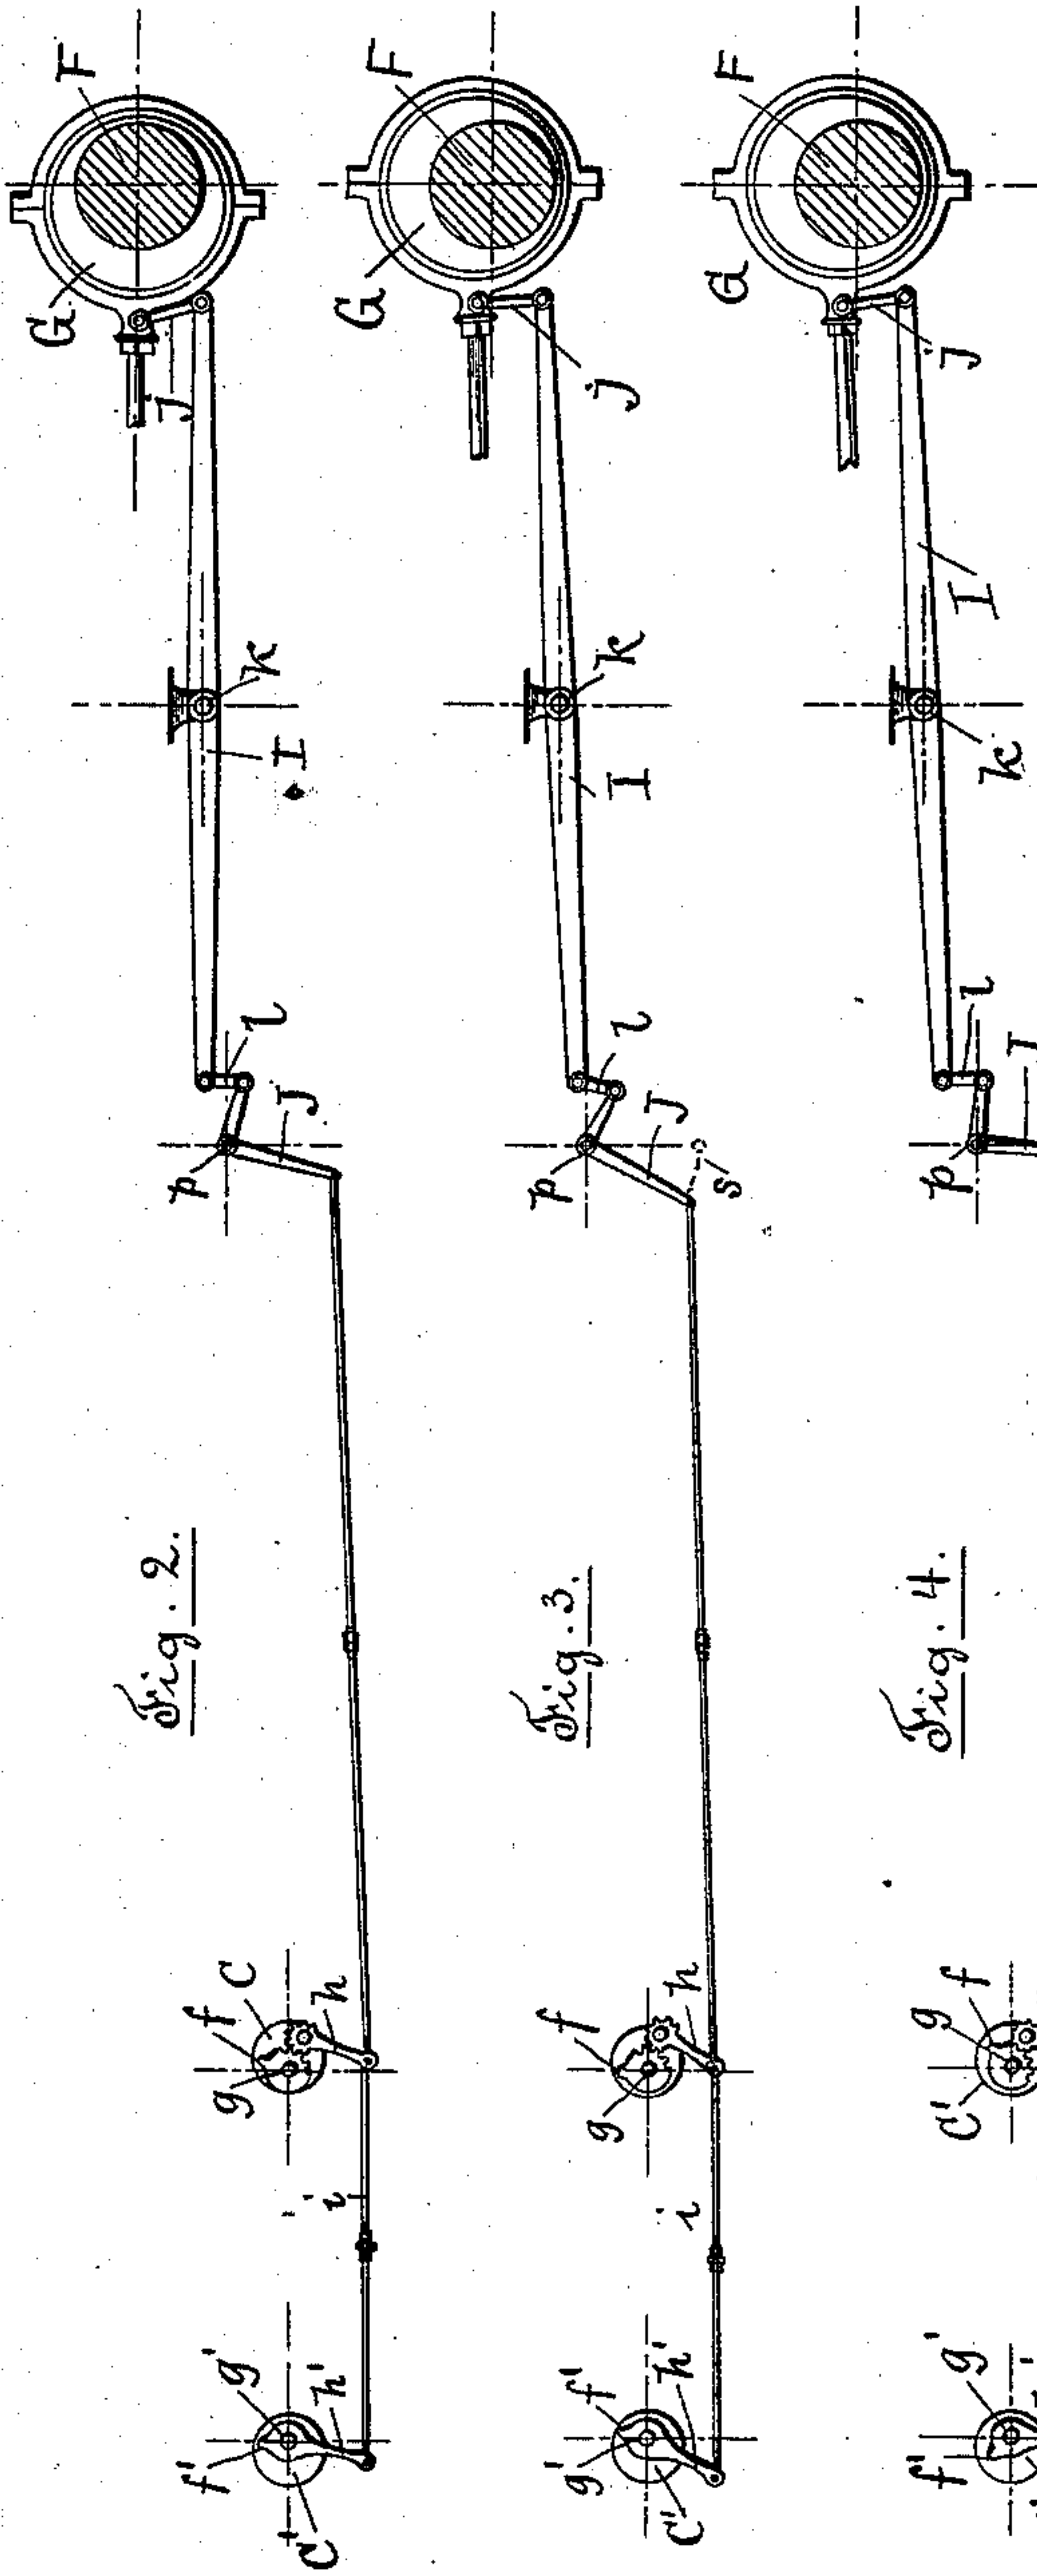 F
G
j
I
k
l
J
p
Fig. 2.
C
f
g
h
i
g'
f'
h'
C'
F
G
j
I
k
l
J
p
s
Fig. 3.
f
g
h
i
f'
g'
h'
C'
F
G
j
I
k
l
J
p
Fig. 4.
f
g
C'
g'
f'